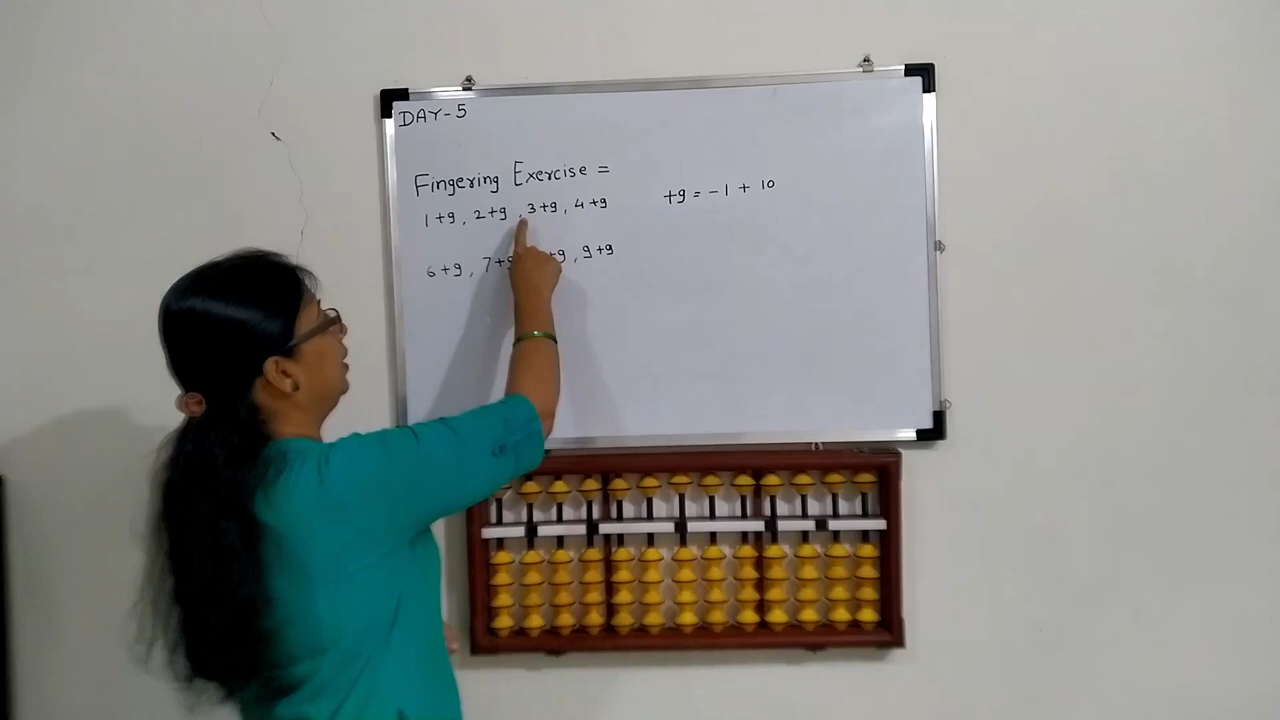 DAY-5
Fingering Exercise =
1+9, 2+9, 3+9, 4+9
+9 = -1 + 10
6+9, 7+9 +9, 9+9